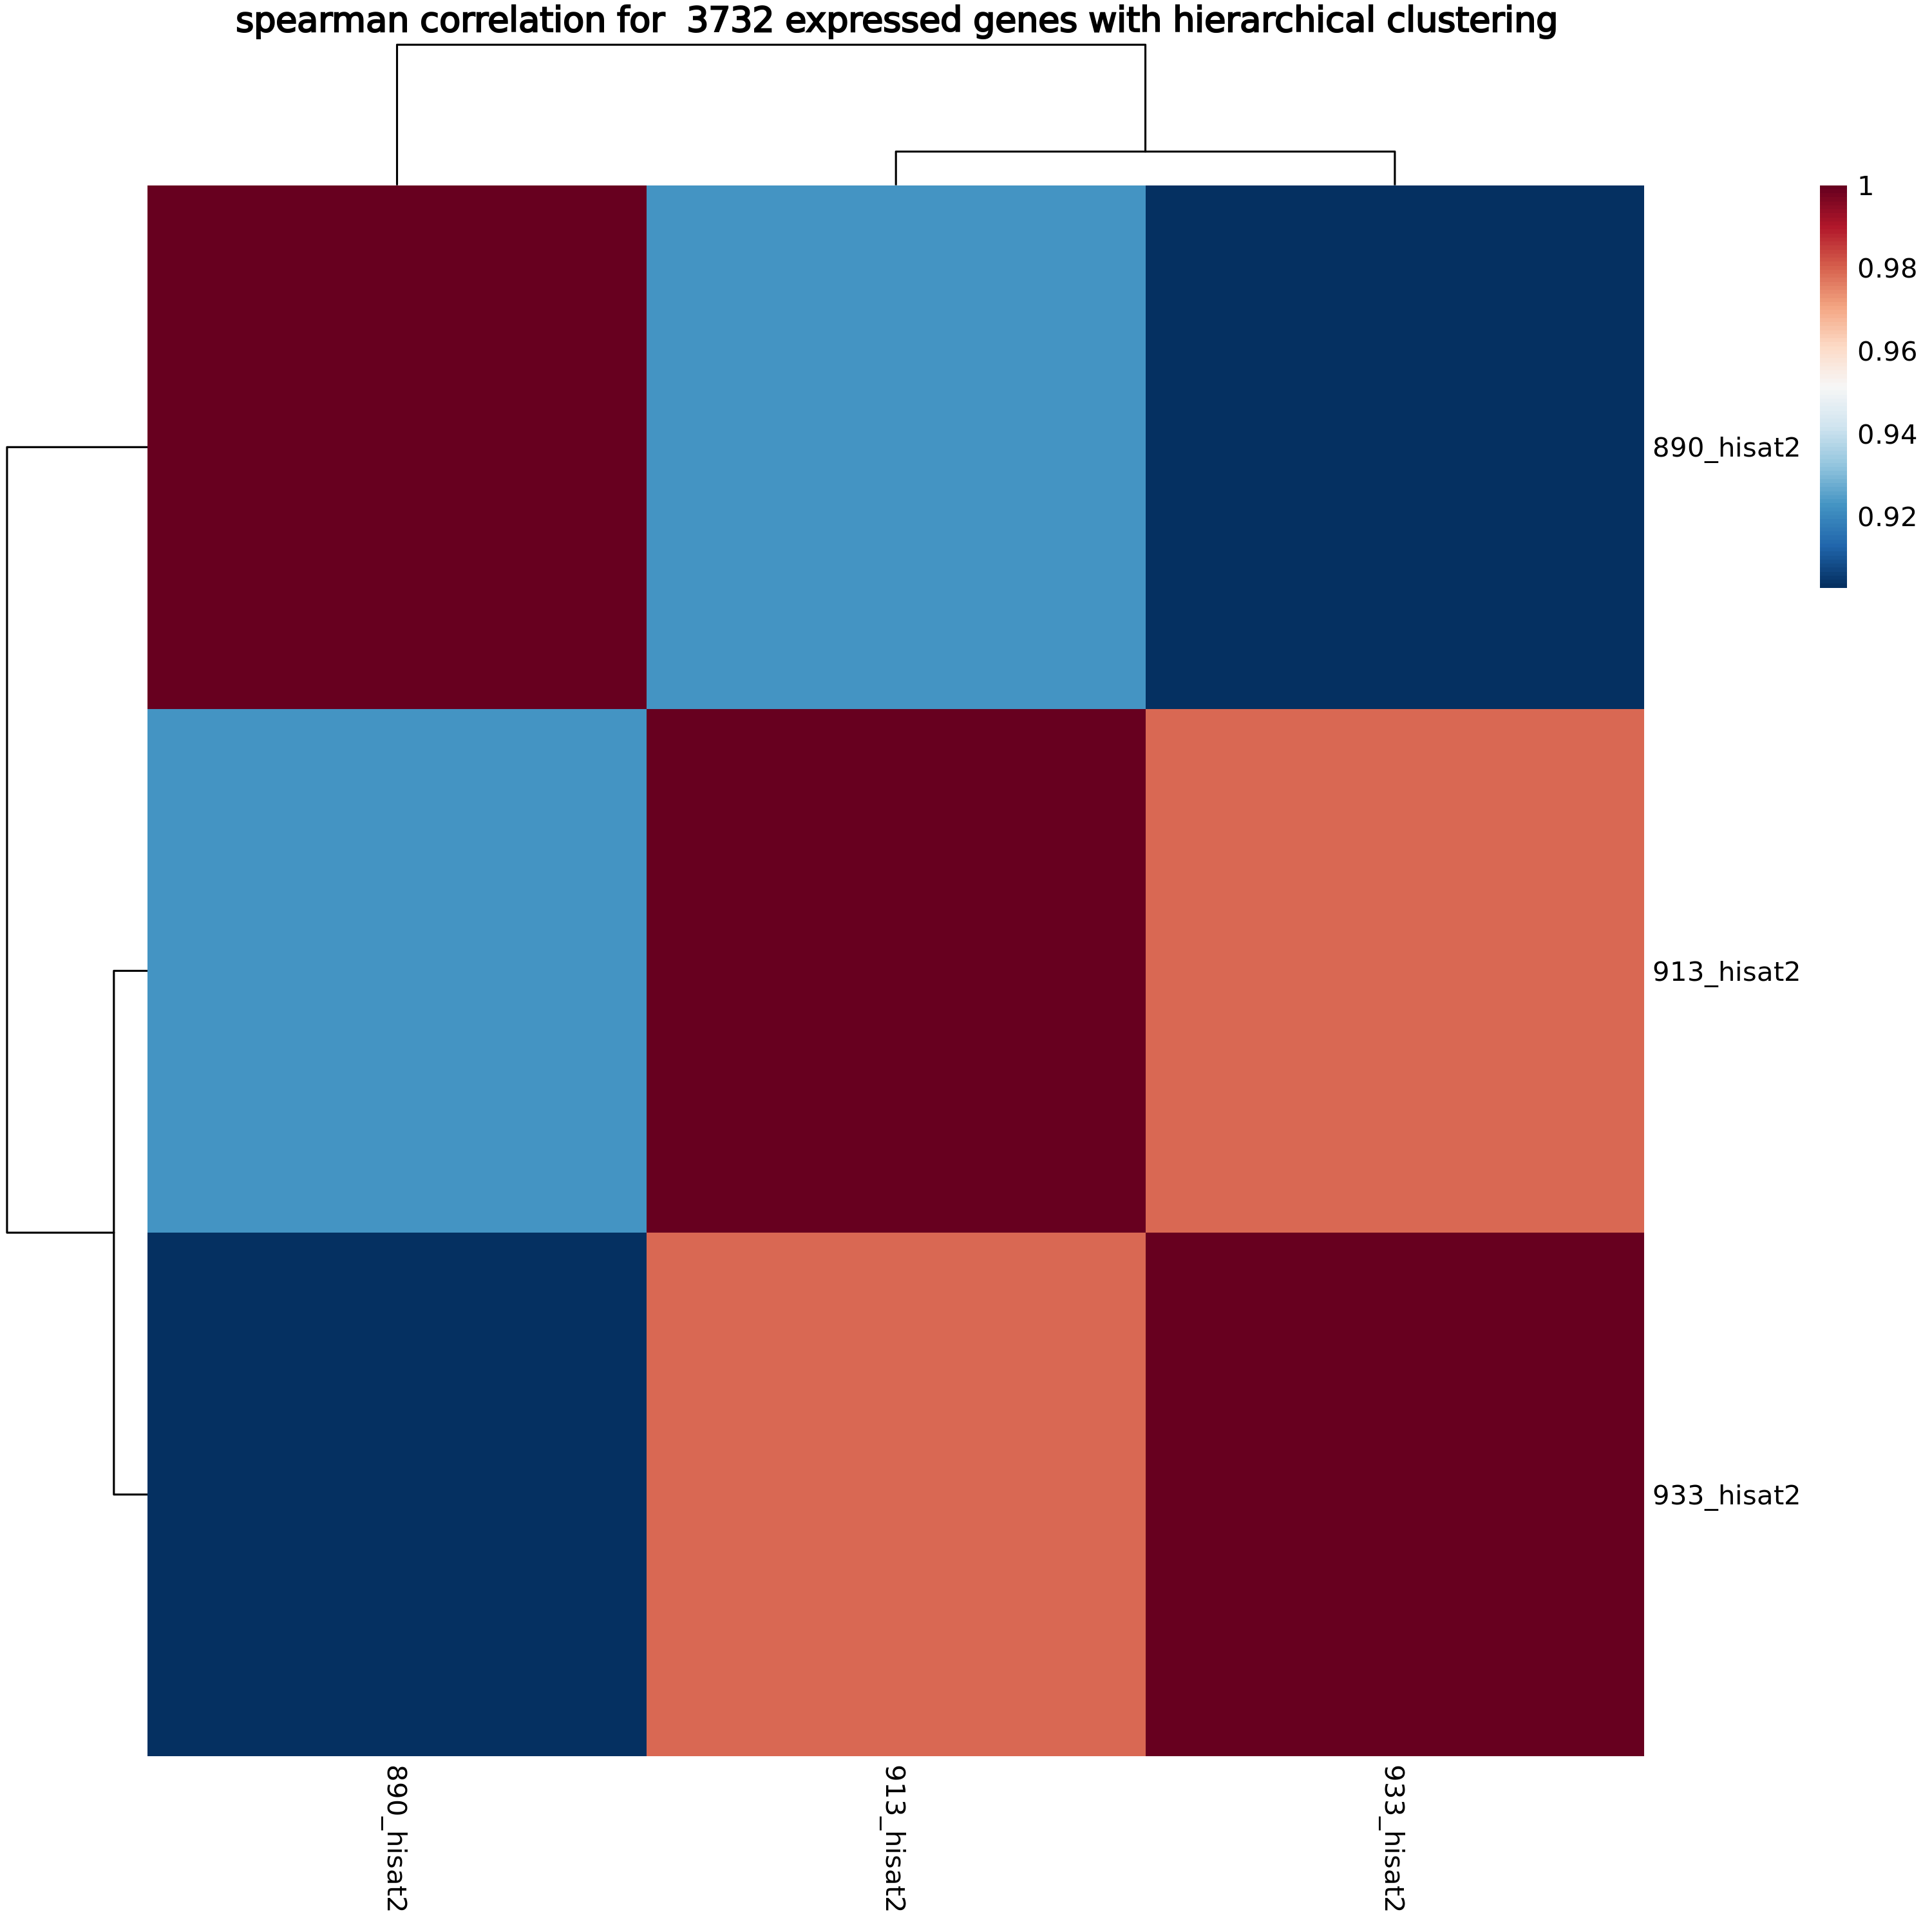 spearman correlation for  3732 expressed genes with hierarchical clustering
1
0.98
0.96
0.94
0.92
890_hisat2
913_hisat2
933_hisat2
890_hisat2
913_hisat2
933_hisat2